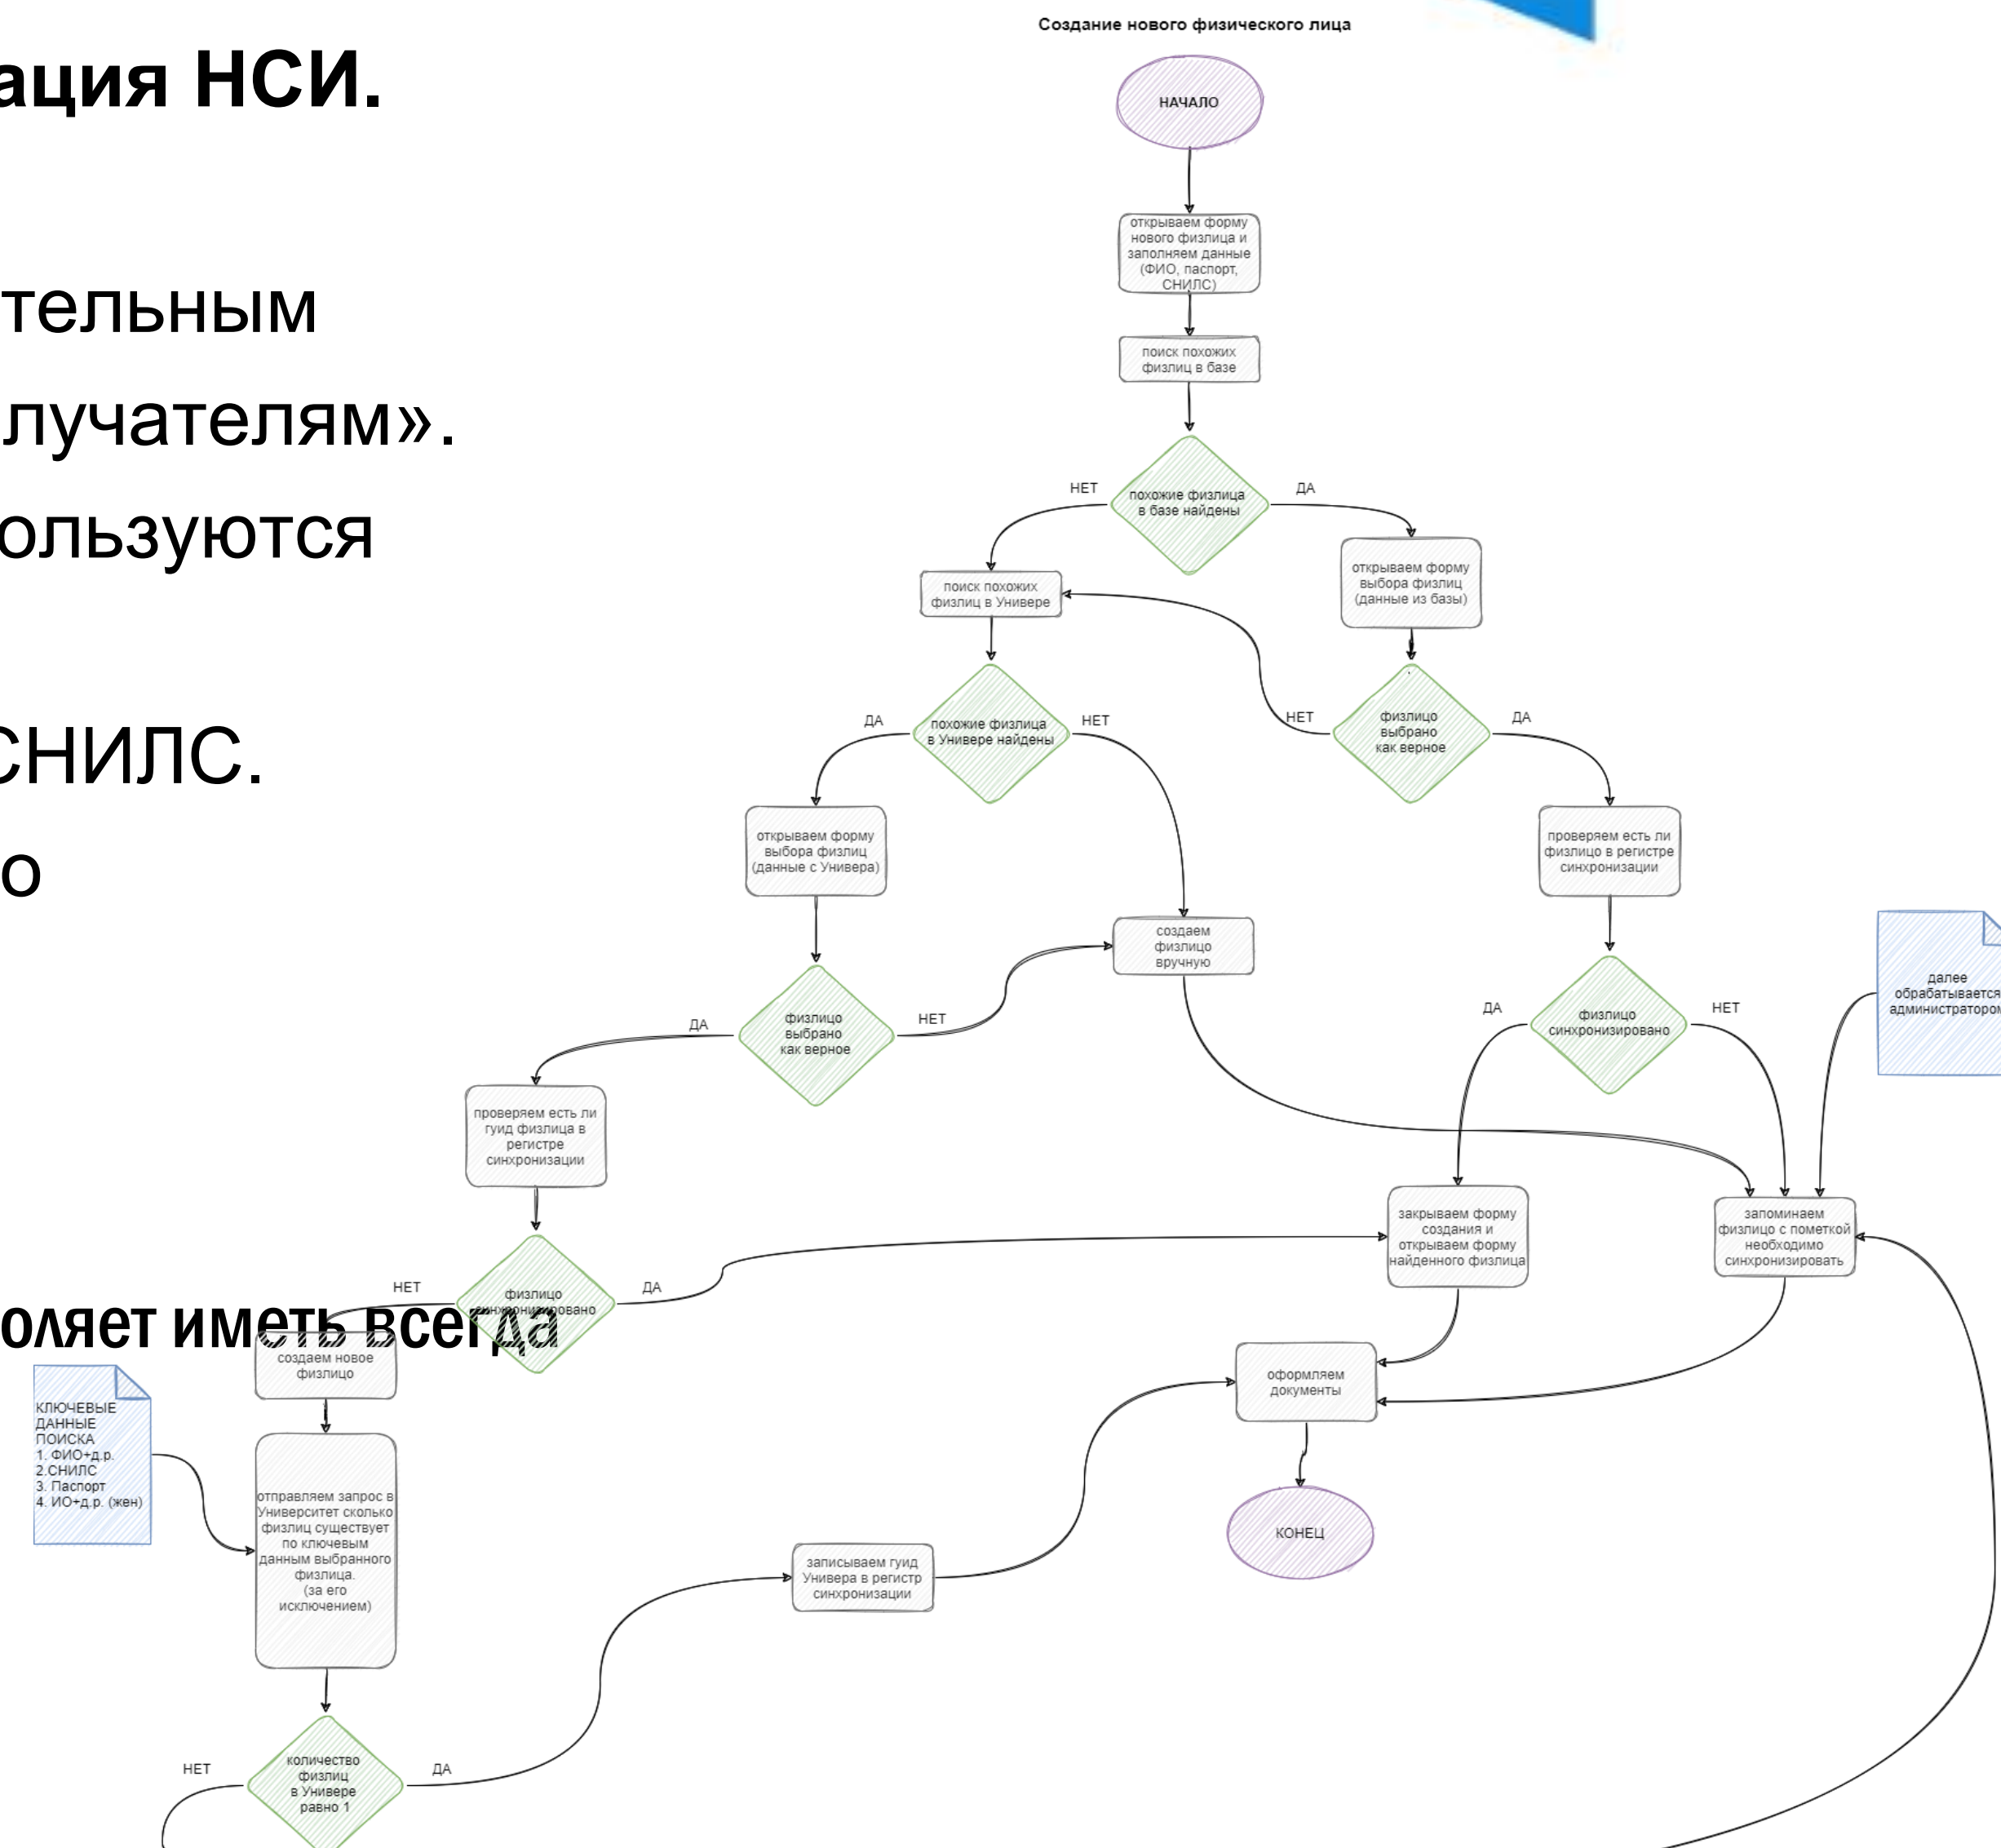 Создание нового физического лица
ация НСИ.
НАЧАЛО
открываем форму
нового физлица и
заполняем данные
(ФИО, паспорт,
СНИЛС)
тельным
поиск похожих
физлиц в базе
лучателям».
НЕТ
ДА
похожие физлица
в базе найдены
ользуются
поиск похожих
физлиц в Универе
открываем форму
выбора физлиц
(данные из базы)
СНИЛС.
ДА
похожие физлица
в Универе найдены
НЕТ
НЕТ
физлицо
выбрано
как верное
ДА
о
открываем форму
выбора физлиц
(данные с Универа)
проверяем есть ли
физлицо в регистре
синхронизации
создаем
физлицо
вручную
далее
обрабатывается
администратором
ДА
физлицо
выбрано
как верное
НЕТ
ДА
физлицо
синхронизировано
НЕТ
проверяем есть ли
гуид физлица в
регистре
синхронизации
закрываем форму
создания и
открываем форму
найденного физлица
запоминаем
физлицо с пометкой
необходимо
синхронизировать
НЕТ
физлицо
синхронизировано
ДА
оляет иметь всегда
создаем новое
физлицо
оформляем
документы
КЛЮЧЕВЫЕ
ДАННЫЕ
ПОИСКА
1. ФИО+д.р.
2.СНИЛС
3. Паспорт
4. ИО+д.р. (жен)
отправляем запрос в
Университет сколько
физлиц существует
по ключевым
данным выбранного
физлица.
(за его
исключением)
КОНЕЦ
записываем гуид
Универа в регистр
синхронизации
НЕТ
количество
физлиц
в Универе
равно 1
ДА